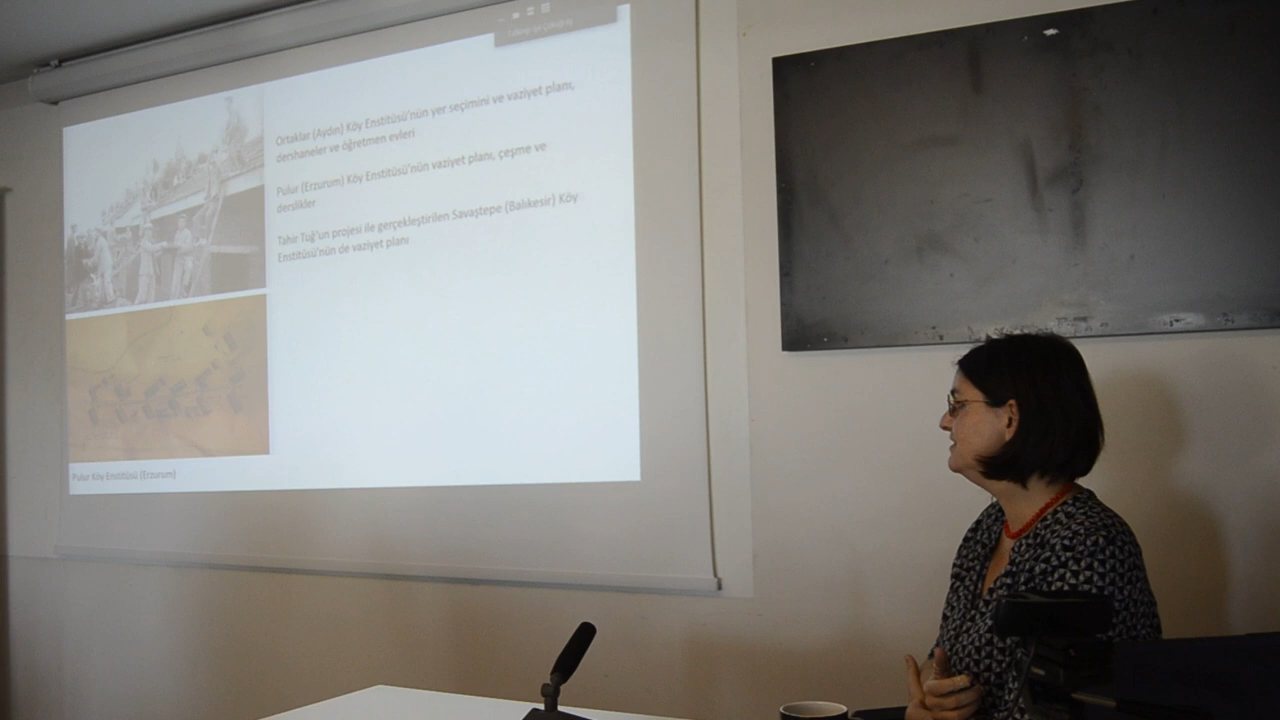 Ortaklar (Aydın) Köy Enstitüsü'nün yer seçimini ve vaziyet planı,
dershaneler ve öğretmen evleri
Pulur (Erzurum) Köy Enstitüsü'nün vaziyet planı, çeşme ve
derslikler
Tahir Tuğ'un projesi ile gerçekleştirilen Savaştepe (Balıkesir) Köy
Enstitüsü'nün de vaziyet planı
Pulur Köy Enstitüsü (Erzurum)